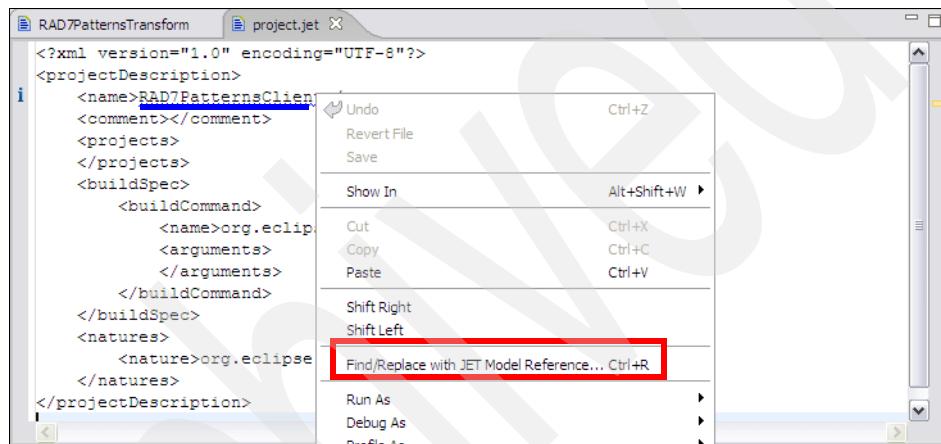 RAD7PatternsTransform project.jet
<?xml version="1.0" encoding="UTF-8"?>
<projectDescription>
i <name>RAD7PatternsClien
<comment></comment>
<projects>
</projects>
<buildSpec>
<buildCommand>
<name>org.eclip
<arguments>
</arguments>
</buildCommand>
</buildSpec>
<natures>
<nature>org.eclipse
</natures>
</projectDescription>
Undo Ctrl+Z
Revert File
Save
Show In Alt+Shift+W
Cut Ctrl+X
Copy Ctrl+C
Paste Ctrl+V
Shift Right
Shift Left
Find/Replace with JET Model Reference... Ctrl+R
Run As
Debug As
Profile As